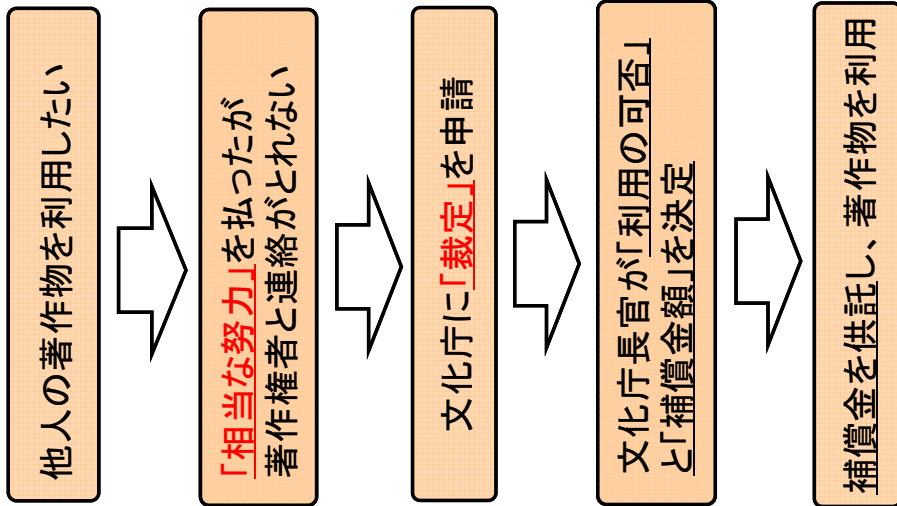 他人の著作物を利用したい
「相当な努力」を払ったが
著作権者と連絡がとれない
文化庁に「裁定」を申請
文化庁長官が「利用の可否」
と「補償金額」を決定
補償金を供託し、著作物を利用